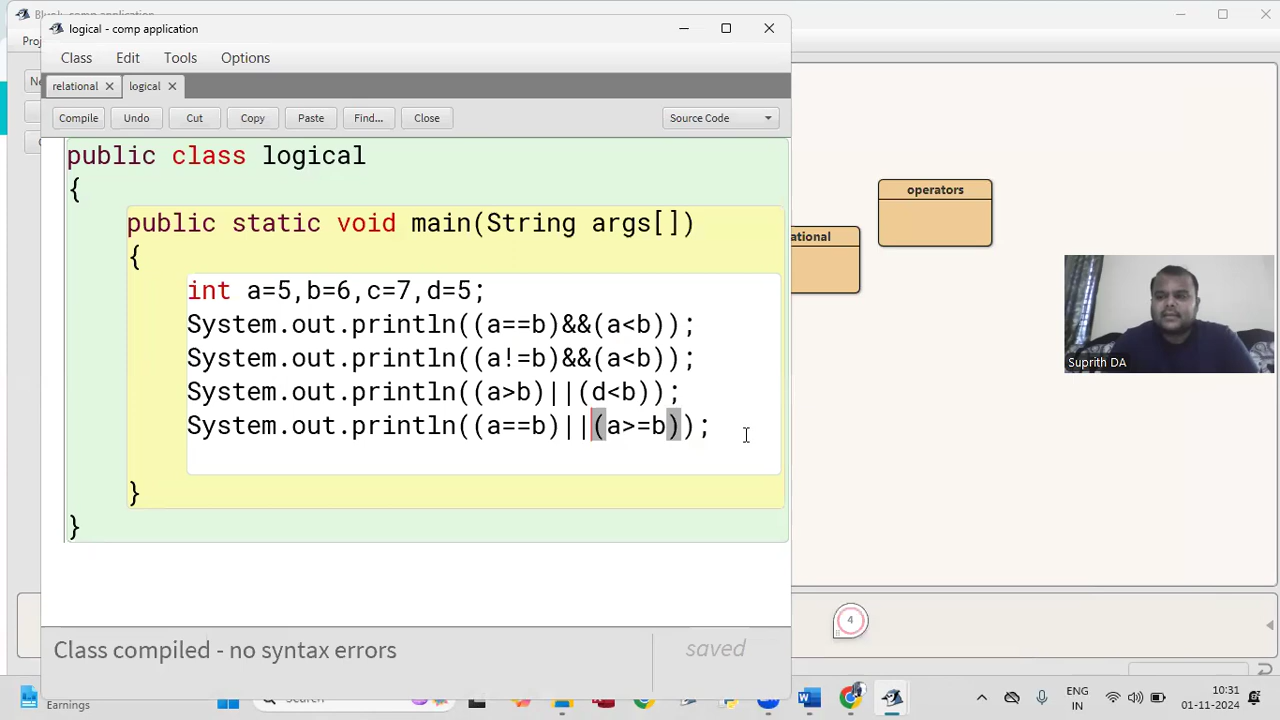 logical - comp application
Class Edit Tools Options
relational logical
Compile Undo Cut Copy Paste Find... Close Source Code
public class logical
{
public static void main(String args[])
{
int a=5,b=6,c=7,d=5;
System.out.println((a==b)&&(a<b));
System.out.println((a!=b)&&(a<b));
System.out.println((a>b)||(d<b));
System.out.println((a==b)||(a>=b));
}
}
Class compiled - no syntax errors
saved
operators
ational
Suprith DA
4
Earnings
ENG
IN
10:31
01-11-2024